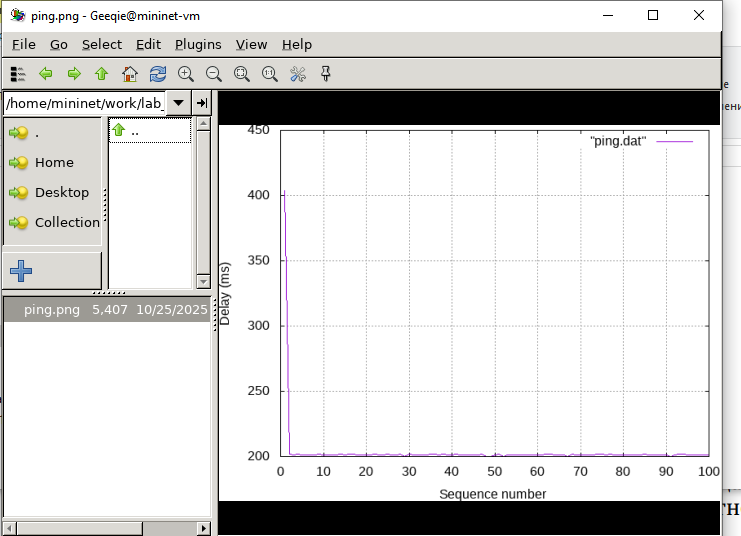 ping.png - Geeqie@mininet-vm
File Go Select Edit Plugins View Help
/home/mininet/work/lab_
.
..
Home
Desktop
Collection
ping.png 5,407 10/25/2025
"ping.dat"
450
400
350
300
250
200
Delay (ms)
0 10 20 30 40 50 60 70 80 90 100
Sequence number